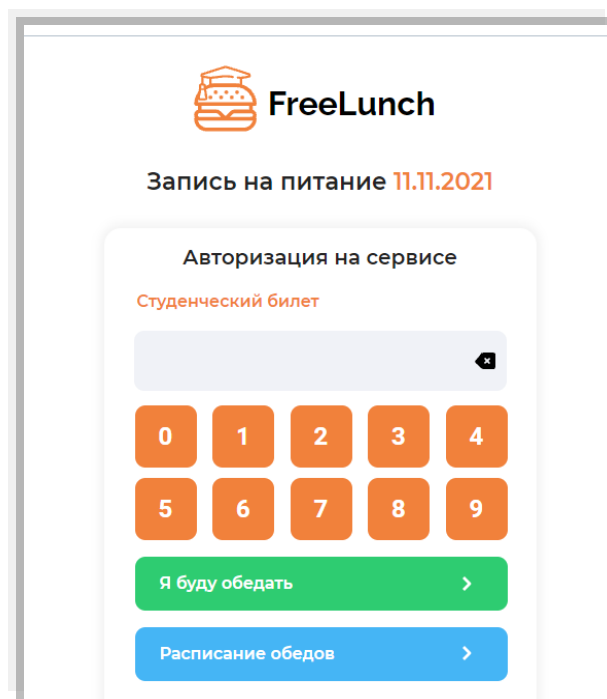 FreeLunch
Запись на питание 11.11.2021
Авторизация на сервисе
Студенческий билет
0 1 2 3 4
5 6 7 8 9
Я буду обедать
Расписание обедов